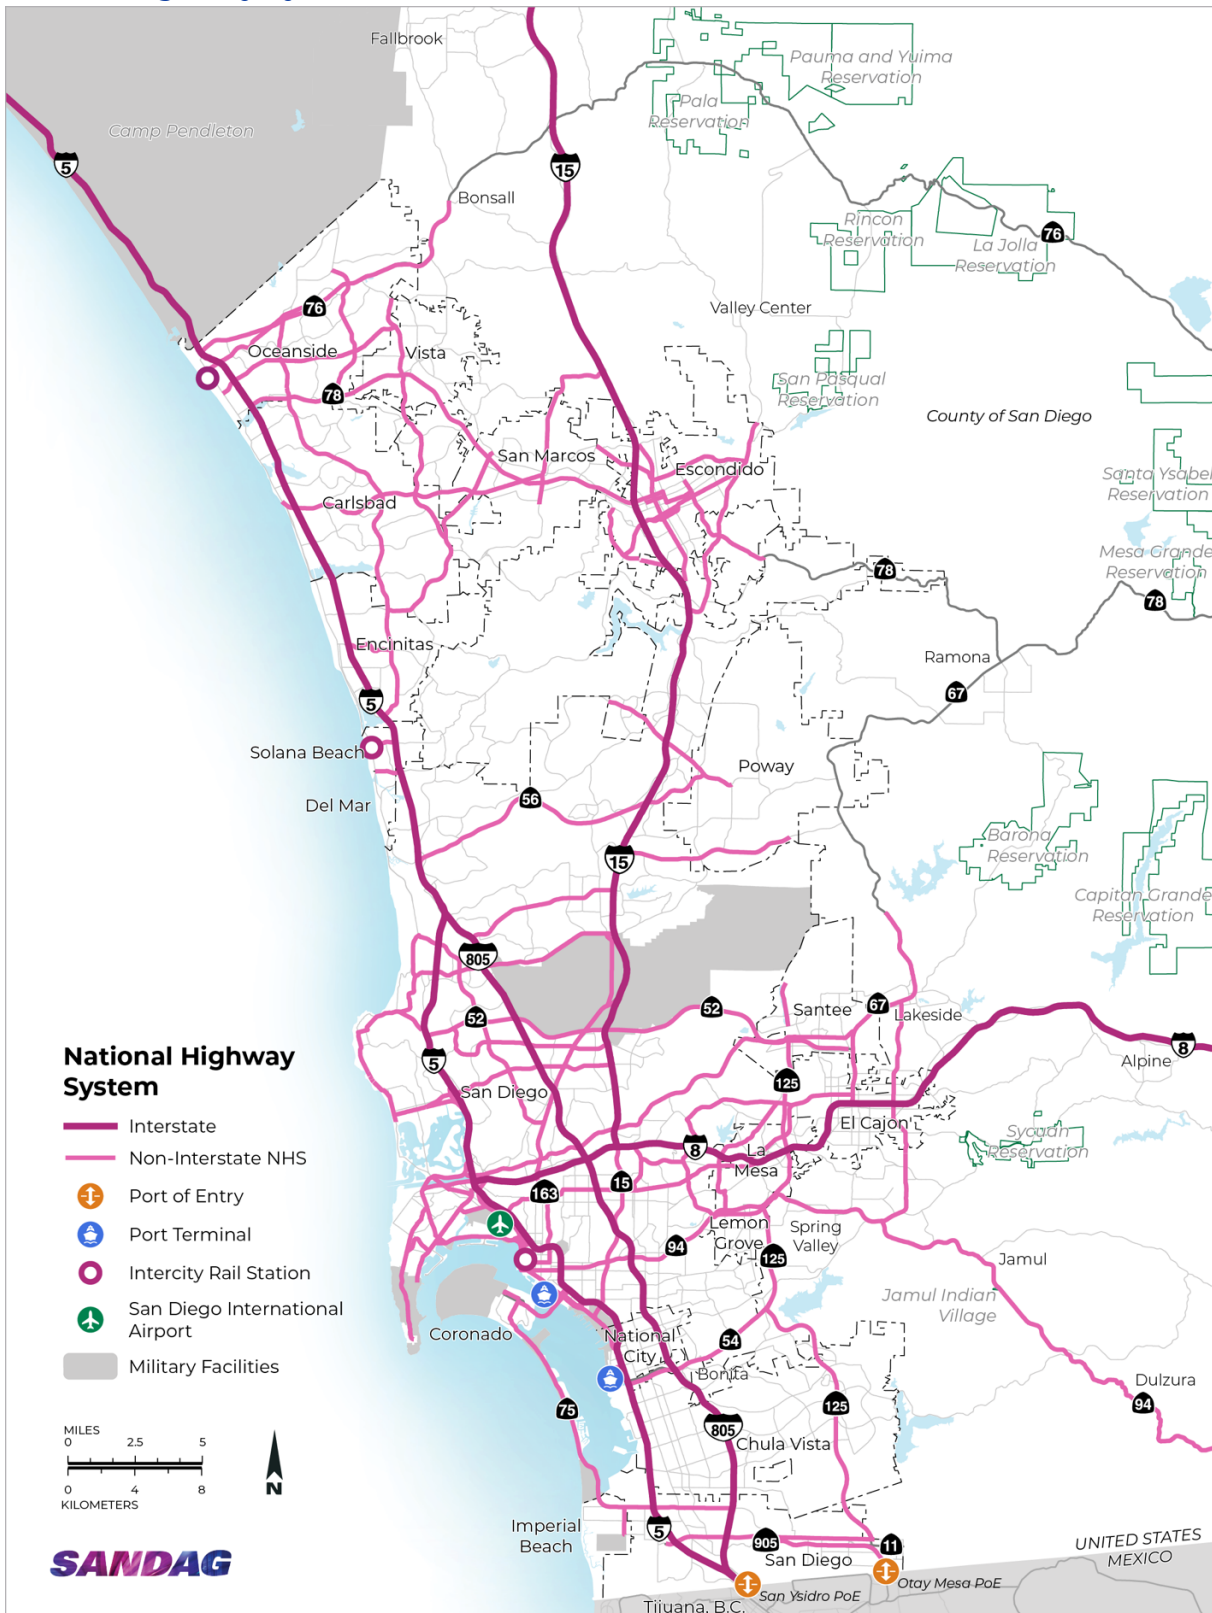 Fallbrook
Pauma and Yuima
Reservation
Pala
Reservation
Camp Pendleton
5
15
Bonsall
Rincon
Reservation
La Jolla
Reservation
76
76
Valley Center
Oceanside
Vista
San Pasqual
Reservation
78
County of San Diego
San Marcos
Escondido
Santa Ysabel
Reservation
Carlsbad
Mesa Grande
Reservation
78
78
Encinitas
Ramona
67
5
Solana Beach
Poway
Del Mar
56
Barona
Reservation
15
Capitan Grande
Reservation
805
52
52
Santee
67
Lakeside
5
8
Alpine
125
San Diego
El Cajon
Sycuan
Reservation
8
La
Mesa
15
163
Lemon
Grove
Spring
Valley
94
125
Jamul
Jamul Indian
Village
Coronado
National
City
54
Bonita
Dulzura
94
75
125
805
Chula Vista
Imperial
Beach
5
905
11
San Diego
UNITED STATES
MEXICO
Otay Mesa PoE
San Ysidro PoE
Tijuana, B.C.
National Highway
System
Interstate
Non-Interstate NHS
Port of Entry
Port Terminal
Intercity Rail Station
San Diego International
Airport
Military Facilities
MILES
0 2.5 5
0 4 8
KILOMETERS
N
SANDAG